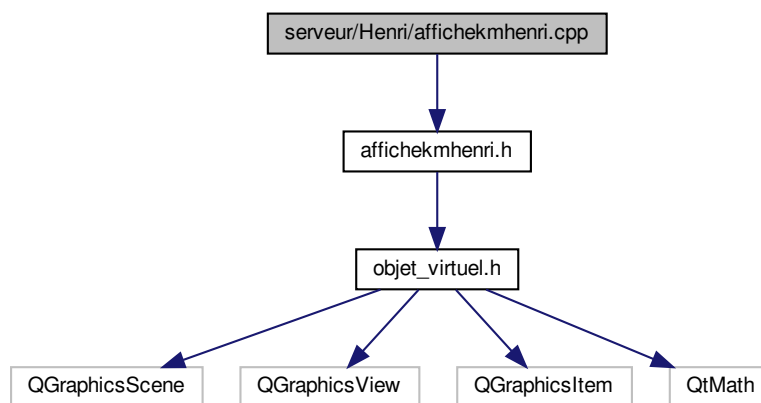 serveur/Henri/affichekmhenri.cpp
affichekmhenri.h
objet_virtuel.h
QGraphicsScene
QGraphicsView
QGraphicsItem
QtMath